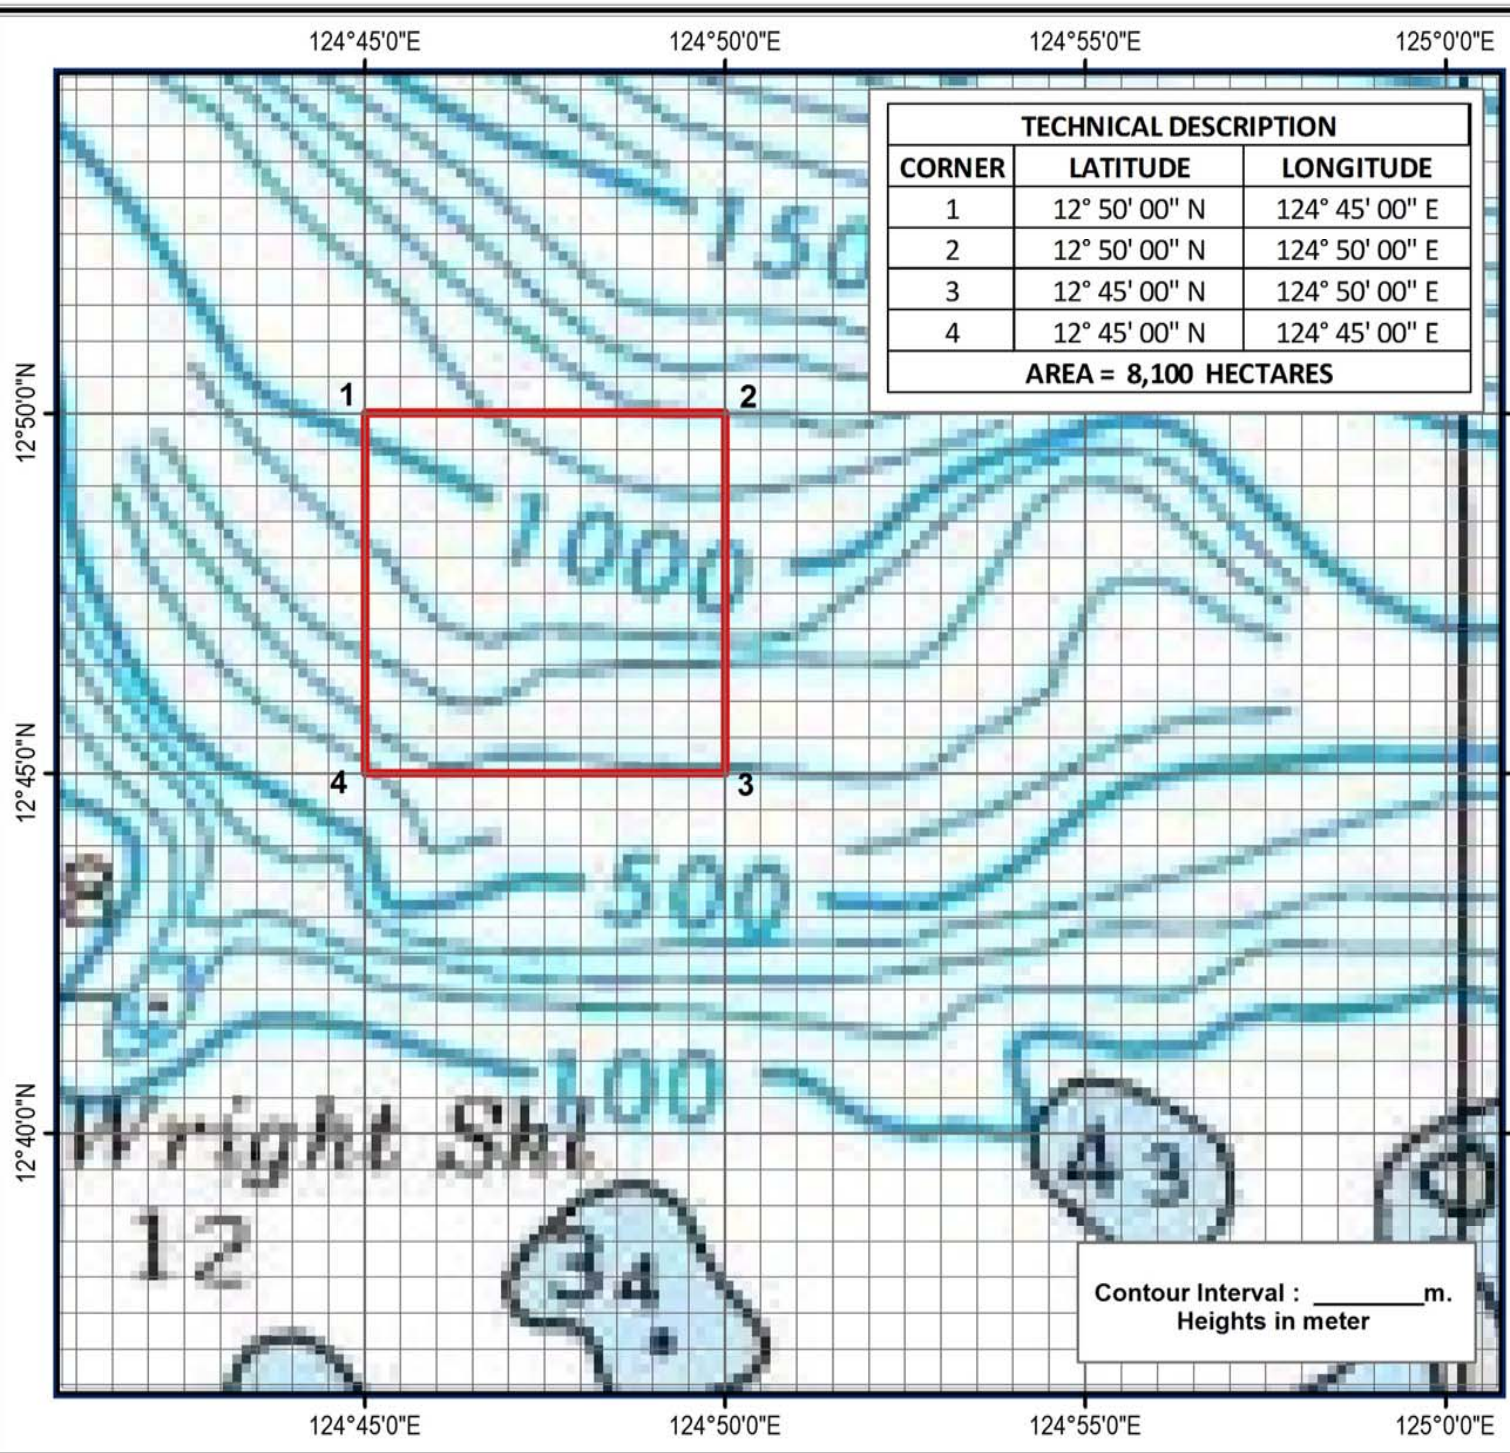 124°45'0"E 124°50'0"E 124°55'0"E 125°0'0"E
TECHNICAL DESCRIPTION
CORNER LATITUDE LONGITUDE
1 12° 50' 00" N 124° 45' 00" E
2 12° 50' 00" N 124° 50' 00" E
3 12° 45' 00" N 124° 50' 00" E
4 12° 45' 00" N 124° 45' 00" E
AREA = 8,100 HECTARES
150
12°50'0"N
1 2
1000
12°45'0"N
4 3
500
100
12°40'0"N
Wright Shl
12
43
34
Contour Interval : ________m.
Heights in meter
124°45'0"E 124°50'0"E 124°55'0"E 125°0'0"E